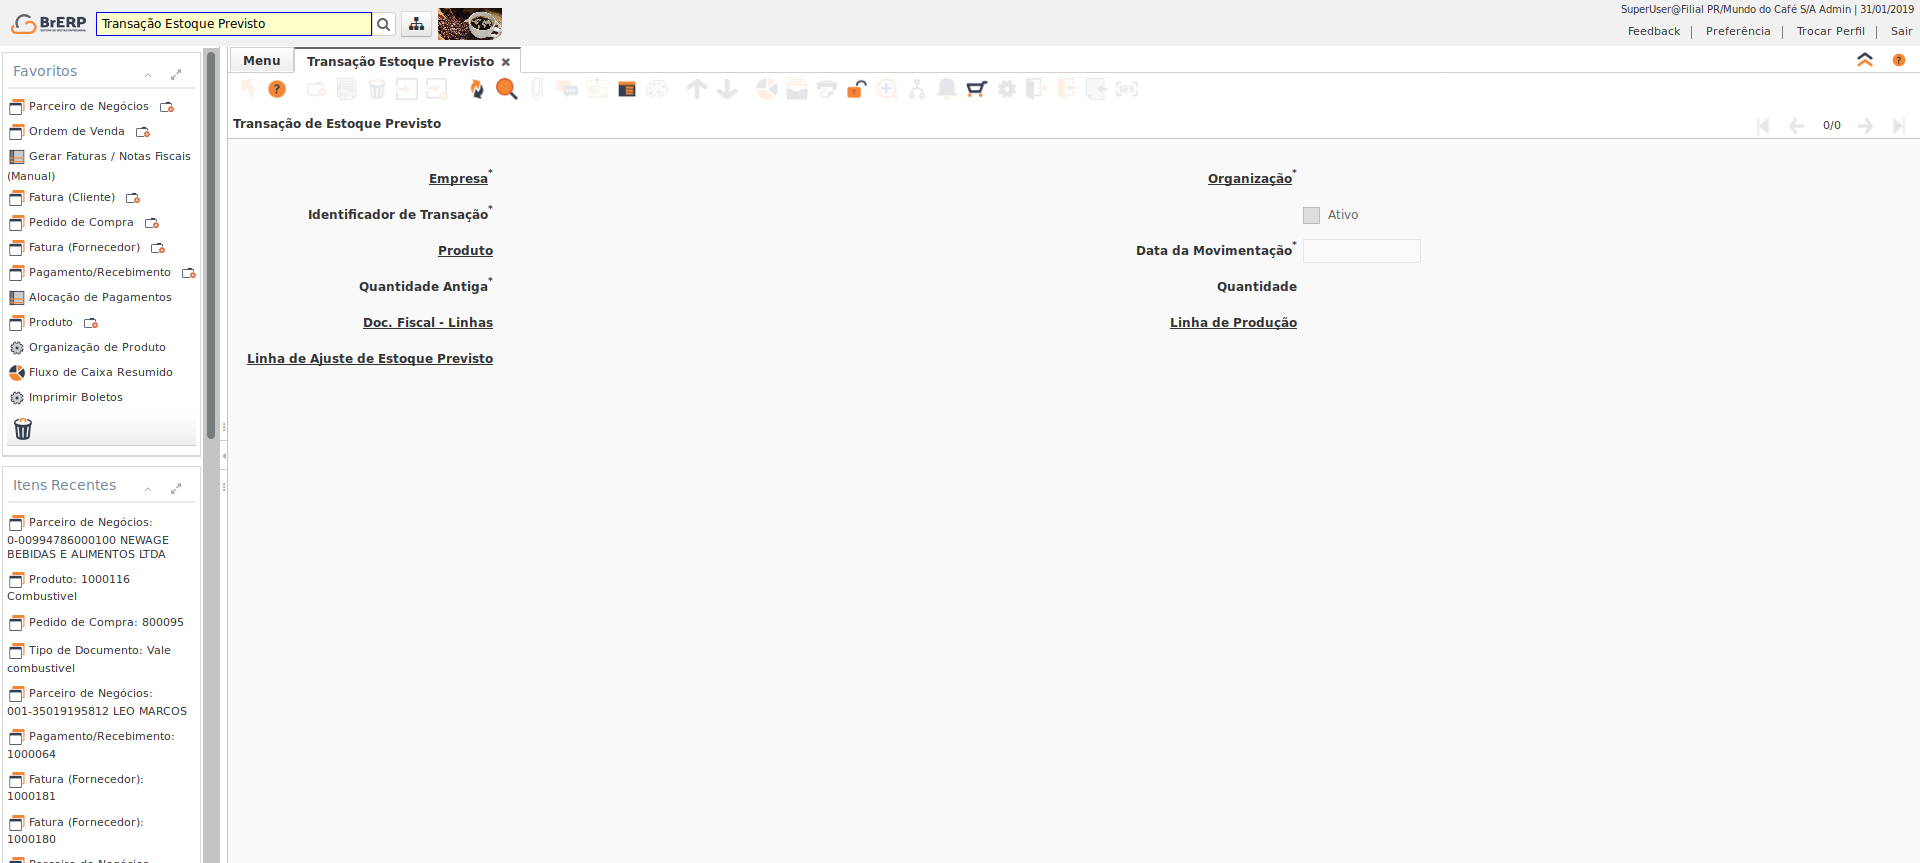 BrERP
Transação Estoque Previsto
SuperUser@Filial PR/Mundo do Café S/A Admin | 31/01/2019
Feedback | Preferência | Trocar Perfil | Sair
Favoritos
Parceiro de Negócios
Ordem de Venda
Gerar Faturas / Notas Fiscais
(Manual)
Fatura (Cliente)
Pedido de Compra
Fatura (Fornecedor)
Pagamento/Recebimento
Alocação de Pagamentos
Produto
Organização de Produto
Fluxo de Caixa Resumido
Imprimir Boletos
Itens Recentes
Parceiro de Negócios:
0-00994786000100 NEWAGE
BEBIDAS E ALIMENTOS LTDA
Produto: 1000116
Combustivel
Pedido de Compra: 800095
Tipo de Documento: Vale
combustivel
Parceiro de Negócios:
001-35019195812 LEO MARCOS
Pagamento/Recebimento:
1000064
Fatura (Fornecedor):
1000181
Fatura (Fornecedor):
1000180
Parceiro de Negócios
Menu
Transação Estoque Previsto
Transação de Estoque Previsto
0/0
Empresa*
Organização*
Identificador de Transação*
Ativo
Produto
Data da Movimentação*
Quantidade Antiga*
Quantidade
Doc. Fiscal - Linhas
Linha de Produção
Linha de Ajuste de Estoque Previsto